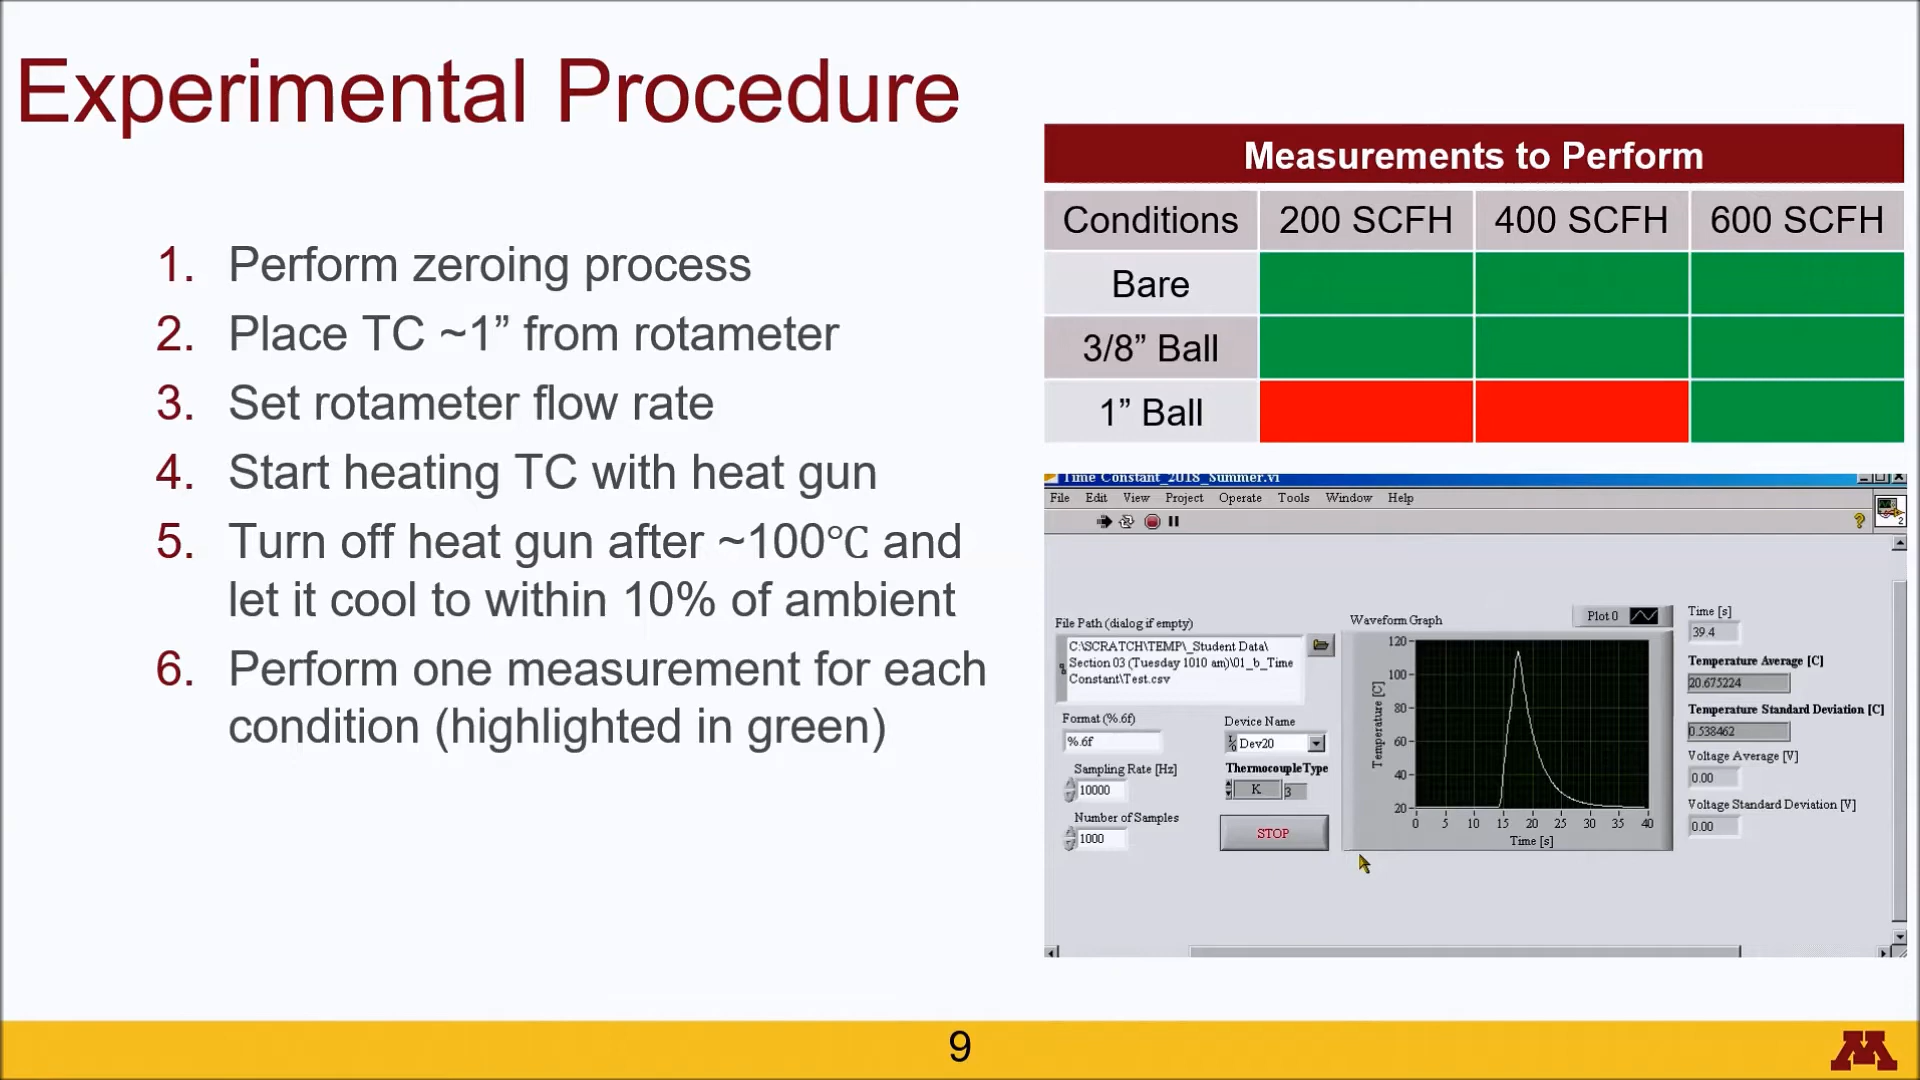 Experimental Procedure
1. Perform zeroing process
2. Place TC ~1” from rotameter
3. Set rotameter flow rate
4. Start heating TC with heat gun
5. Turn off heat gun after ~100℃ and
let it cool to within 10% of ambient
6. Perform one measurement for each
condition (highlighted in green)
Measurements to Perform
Conditions 200 SCFH 400 SCFH 600 SCFH
Bare
3/8” Ball
1” Ball
Time Constant_2018_Summer.vi
File Edit View Project Operate Tools Window Help
2
File Path (dialog if empty)
C:\SCRATCH\TEMP\_Student Data\
Section 03 (Tuesday 1010 am)\01_b_Time
Constant\Test.csv
Format (%.6f)
%.6f
Sampling Rate [Hz]
10000
Number of Samples
1000
Device Name
Dev20
ThermocoupleType
K 3
STOP
Waveform Graph
Plot 0
Temperature [C]
120
100
80
60
40
20
0 5 10 15 20 25 30 35 40
Time [s]
Time [s]
39.4
Temperature Average [C]
20.675224
Temperature Standard Deviation [C]
0.538462
Voltage Average [V]
0.00
Voltage Standard Deviation [V]
0.00
9
M